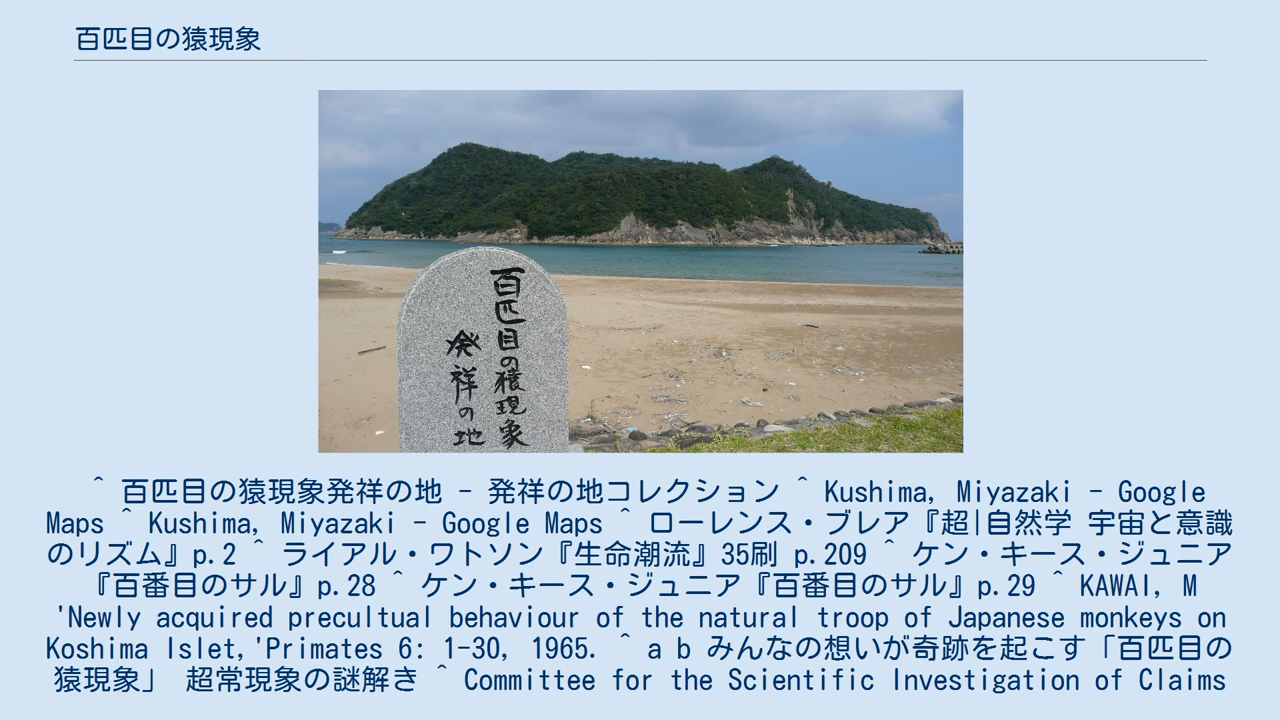 百匹目の猿現象
百匹目の猿現象
発祥の地
^ 百匹目の猿現象発祥の地 - 発祥の地コレクション ^ Kushima, Miyazaki - Google
Maps ^ Kushima, Miyazaki - Google Maps ^ ローレンス・ブレア『超|自然学 宇宙と意識
のリズム』p.2 ^ ライアル・ワトソン『生命潮流』35刷 p.209 ^ ケン・キース・ジュニア
『百番目のサル』p.28 ^ ケン・キース・ジュニア『百番目のサル』p.29 ^ KAWAI, M
'Newly acquired precultual behaviour of the natural troop of Japanese monkeys on
Koshima Islet,'Primates 6: 1-30, 1965. ^ a b みんなの想いが奇跡を起こす「百匹目の
猿現象」 超常現象の謎解き ^ Committee for the Scientific Investigation of Claims